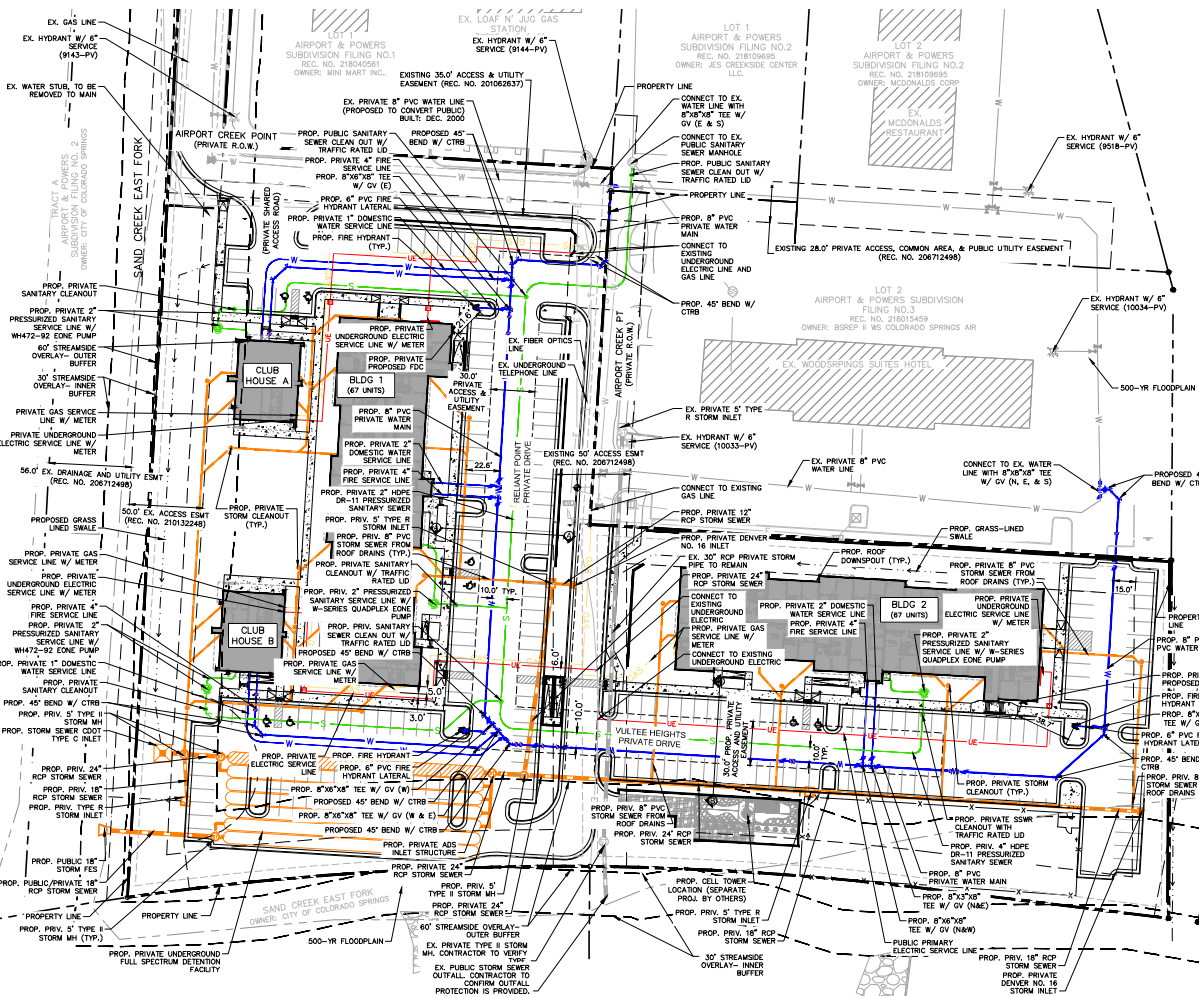 EX. GAS LINE
EX. HYDRANT W/ 6"
SERVICE
(9143-PV)
EX. WATER STUB, TO BE
REMOVED TO MAIN
TRACT A
AIRPORT & POWERS
SUBDIVISION FILING NO. 2
OWNER: CITY OF COLORADO SPRINGS
SAND CREEK EAST FORK
AIRPORT CREEK POINT
(PRIVATE R.O.W.)
(PRIVATE SHARED
ACCESS ROAD)
LOT 1
AIRPORT & POWERS
SUBDIVISION FILING NO.1
REC. NO. 218040561
OWNER: MINI MART INC..
EX. LOAF N' JUG GAS
STATION
EX. HYDRANT W/ 6"
SERVICE (9144-PV)
EXISTING 35.0' ACCESS & UTILITY
EASEMENT (REC. NO. 201062637)
EX. PRIVATE 8" PVC WATER LINE
(PROPOSED TO CONVERT PUBLIC)
BUILT: DEC. 2000
PROP. PUBLIC SANITARY
SEWER CLEAN OUT W/
TRAFFIC RATED LID
PROPOSED 45'
BEND W/ CTRB
PROP. PRIVATE 4" FIRE
SERVICE LINE
PROP. 8"X6"X8" TEE
W/ GV (E)
PROP. 6" PVC FIRE
HYDRANT LATERAL
PROP. PRIVATE 1" DOMESTIC
WATER SERVICE LINE
PROP. FIRE HYDRANT
(TYP.)
LOT 1
AIRPORT & POWERS
SUBDIVISION FILING NO.2
REC. NO. 218109695
OWNER: JES CREEKSIDE CENTER
LLC.
LOT 2
AIRPORT & POWERS
SUBDIVISION FILING NO.2
REC. NO. 218109695
OWNER: MCDONALDS CORP
EX.
MCDONALDS
RESTAURANT
PROPERTY LINE
CONNECT TO EX.
WATER LINE WITH
8"X8"X8" TEE W/
GV (E & S)
CONNECT TO EX.
PUBLIC SANITARY
SEWER MANHOLE
PROP. PUBLIC SANITARY
SEWER CLEAN OUT W/
TRAFFIC RATED LID
PROPERTY LINE
PROP. 8" PVC
PRIVATE WATER
MAIN
CONNECT TO
EXISTING
UNDERGROUND
ELECTRIC LINE AND
GAS LINE
PROP. 45' BEND W/
CTRB
EX. HYDRANT W/ 6"
SERVICE (9518-PV)
EXISTING 28.0' PRIVATE ACCESS, COMMON AREA, & PUBLIC UTILITY EASEMENT
(REC. NO. 206712498)
LOT 2
AIRPORT & POWERS SUBDIVISION
FILING NO.3
REC. NO. 218015459
OWNER: BSREP II WS COLORADO SPRINGS AIR
EX. HYDRANT W/ 6"
SERVICE (10034-PV)
EX. WOODSPRINGS SUITES HOTEL
500-YR FLOODPLAIN
AIRPORT CREEK PT
(PRIVATE R.O.W.)
PROP. PRIVATE
SANITARY CLEANOUT
PROP. PRIVATE 2"
PRESSURIZED SANITARY
SERVICE LINE W/
WH472-92 EONE PUMP
60' STREAMSIDE
OVERLAY- OUTER
BUFFER
30' STREAMSIDE
OVERLAY- INNER
BUFFER
PRIVATE GAS SERVICE
LINE W/ METER
PRIVATE UNDERGROUND
ELECTRIC SERVICE LINE W/
METER
56.0' EX. DRAINAGE AND UTILITY ESMT
(REC. NO. 206712498)
50.0' EX. ACCESS ESMT
(REC. NO. 210132248)
CLUB
HOUSE A
BLDG 1
(67 UNITS)
PROP. PRIVATE
UNDERGROUND ELECTRIC
SERVICE LINE W/ METER
PROP. PRIVATE
PROPOSED FDC
21.6'
30.0'
PRIVATE
ACCESS &
UTILITY
EASEMENT
EX. FIBER OPTICS
LINE
EX. UNDERGROUND
TELEPHONE LINE
PROP. 8" PVC
PRIVATE WATER
MAIN
PROP. PRIVATE 2"
DOMESTIC WATER
SERVICE LINE
PROP. PRIVATE 4"
FIRE SERVICE LINE
22.6'
RELIANT POINT
PRIVATE DRIVE
EXISTING 50' ACCESS ESMT
(REC. NO. 206712498)
EX. PRIVATE 5' TYPE
R STORM INLET
EX. HYDRANT W/ 6"
SERVICE
(10033-PV)
EX. PRIVATE 8" PVC
WATER LINE
CONNECT TO EX. WATER
LINE WITH 8"X8"X8" TEE
W/ GV (N, E, & S)
BEND W/
PROP. PRIVATE
STORM CLEANOUT
(TYP.)
PROP. PRIVATE 2" HDPE
DR-11 PRESSURIZED
SANITARY SEWER
PROP. PRIV. 5' TYPE R
STORM INLET
PROP. PRIV. 8" PVC
STORM SEWER FROM
ROOF DRAINS (TYP.)
PROP. PRIVATE SANITARY
CLEANOUT W/ TRAFFIC
RATED LID
PROP. PRIV. 2" PRESSURIZED
SANITARY SERVICE LINE W/
W-SERIES QUADPLEX EONE
PUMP
PROP. PRIV. SANITARY
SEWER CLEAN OUT W/
TRAFFIC RATED LID
PROPOSED 45' BEND W/ CTRB
PROP. PRIVATE GAS
SERVICE LINE W/
METER
10.0' TYP.
CONNECT TO EXISTING
GAS LINE
PROP. PRIVATE 12"
RCP STORM SEWER
PROP. PRIVATE DENVER
NO. 16 INLET
EX. 30" RCP PRIVATE STORM
PIPE TO REMAIN
PROP. PRIVATE 24"
RCP STORM SEWER
CONNECT TO
EXISTING
UNDERGROUND
ELECTRIC
PROP. PRIVATE GAS
SERVICE LINE W/
METER
CONNECT TO EXISTING
UNDERGROUND ELECTRIC
PROP. GRASS-LINED
SWALE
PROP. ROOF
DOWNSPOUT (TYP.)
PROP. PRIVATE 8" PVC
STORM SEWER FROM
ROOF DRAINS (TYP.)
PROP. PRIVATE
UNDERGROUND
ELECTRIC SERVICE LINE
W/ METER
PROP. PRIVATE 2" DOMESTIC
WATER SERVICE LINE
PROP. PRIVATE 4"
FIRE SERVICE LINE
BLDG 2
(67 UNITS)
PROP. PRIVATE 2"
PRESSURIZED SANITARY
SERVICE LINE W/ W-SERIES
QUADPLEX EONE PUMP
15.0'
38.7'
LINE
PROP. 8"
PVC WATER
PROPOSED
HYDRANT
TEE W/
PROP. 6" PVC
HYDRANT
PROP. 45' BEND
CTRB
PROP. PRIV. 8"
STORM SEWER
ROOF DRAINS
PROPOSED GRASS
LINED SWALE
PROP. PRIVATE GAS
SERVICE LINE W/ METER
PROP. PRIVATE
UNDERGROUND ELECTRIC
SERVICE LINE W/ METER
PROP. PRIVATE 4"
FIRE SERVICE LINE
PROP. PRIVATE 2"
PRESSURIZED SANITARY
SERVICE LINE W/
WH472-92 EONE PUMP
PRIVATE 1" DOMESTIC
WATER SERVICE LINE
PROP. PRIVATE
SANITARY CLEANOUT
PROP. 45' BEND W/ CTRB
PROP. PRIV. 5' TYPE II
STORM MH
PROP. STORM SEWER CDOT
TYPE C INLET
PROP. PRIV. 24"
RCP STORM SEWER
PROP. PRIV. 18"
RCP STORM SEWER
PROP. PRIV. TYPE R
STORM INLET
PROP. PUBLIC 18"
STORM FES
PROP. PUBLIC/PRIVATE 18"
RCP STORM SEWER
PROPERTY LINE
PROP. PRIV. 5' TYPE II
STORM MH (TYP.)
CLUB
HOUSE B
5.0'
3.0'
6.0'
10.0'
VULTEE HEIGHTS
PRIVATE DRIVE
30.0' PRIVATE
ACCESS AND UTILITY
EASEMENT
10.0'
TYP.
PROP. PRIVATE
ELECTRIC SERVICE
LINE
PROP. FIRE HYDRANT
PROP. 6" PVC FIRE
HYDRANT LATERAL
PROP. 8"X6"X8" TEE W/ GV (W)
PROPOSED 45' BEND W/ CTRB
PROP. 8"X6"X8" TEE W/ GV (W & E)
PROPOSED 45' BEND W/ CTRB
PROP. PRIVATE ADS
INLET STRUCTURE
PROP. PRIVATE 24"
RCP STORM SEWER
PROP. PRIV. 5'
TYPE II STORM MH
PROP. PRIVATE 24"
RCP STORM SEWER
60' STREAMSIDE OVERLAY-
OUTER BUFFER
EX. PRIVATE TYPE II STORM
MH. CONTRACTOR TO VERIFY
TYPE
EX. PUBLIC STORM SEWER
OUTFALL. CONTRACTOR TO
CONFIRM OUTFALL
PROTECTION IS PROVIDED.
PROP. PRIV. 8" PVC
STORM SEWER FROM
ROOF DRAINS
PROP. PRIV. 24" RCP
STORM SEWER
PROP. CELL TOWER
LOCATION (SEPARATE
PROJ. BY OTHERS)
PROP. PRIV. 5' TYPE R
STORM INLET
PROP. PRIV. 18" RCP
STORM SEWER
30' STREAMSIDE
OVERLAY- INNER
BUFFER
PROP. PRIVATE STORM
CLEANOUT (TYP.)
PROP. PRIVATE SSWR
CLEANOUT WITH
TRAFFIC RATED LID
PROP. PRIV. 4" HDPE
DR-11 PRESSURIZED
SANITARY SEWER
PROP. 8" PVC
PRIVATE WATER MAIN
PROP. 8"X3"X8"
TEE W/ GV (N&E)
PROP. 8"X6"X8"
TEE W/ GV (N&W)
PUBLIC PRIMARY
ELECTRIC SERVICE LINE
PROP. PRIV. 18" RCP
STORM SEWER
PROP. PRIVATE
DENVER NO. 16
STORM INLET
PROPERTY LINE
SAND CREEK EAST FORK
OWNER: CITY OF COLORADO SPRINGS
500-YR FLOODPLAIN
PROP. PRIVATE UNDERGROUND
FULL SPECTRUM DETENTION
FACILITY